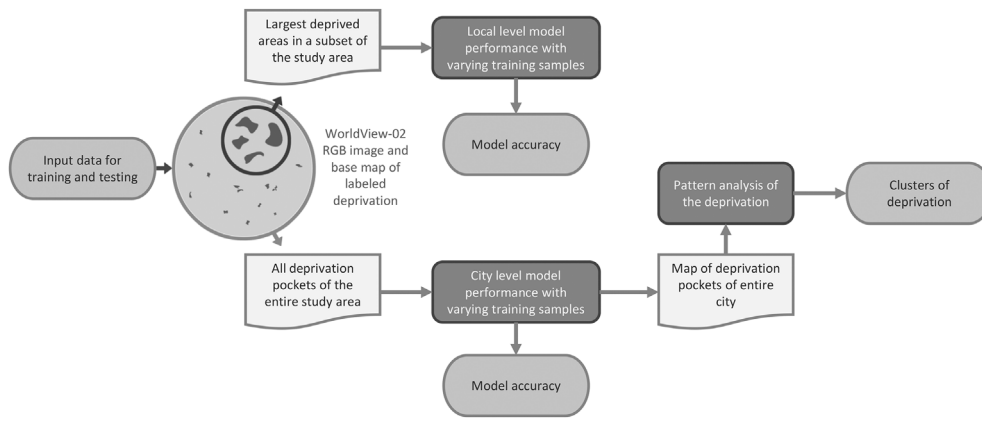 Largest deprived
areas in a subset of
the study area
Local level model
performance with
varying training samples
Model accuracy
Input data for
training and testing
WorldView-02
RGB image and
base map of
labeled
deprivation
Pattern analysis of
the deprivation
Clusters of
deprivation
All deprivation
pockets of the
entire study area
City level model
performance with
varying training samples
Map of deprivation
pockets of entire
city
Model accuracy